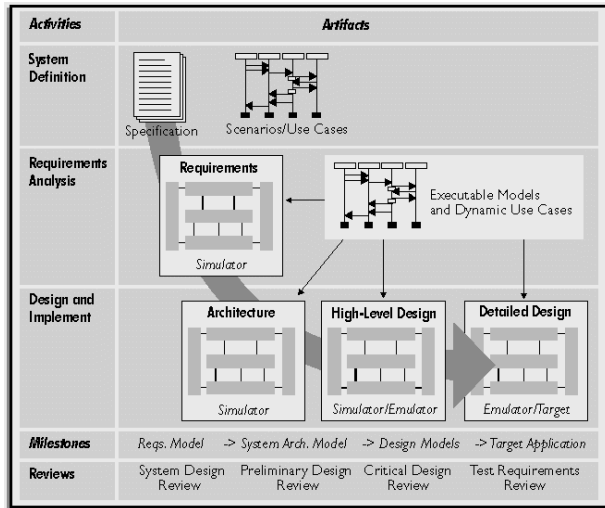 Activities
Artifacts
System
Definition
Specification
Scenarios/Use Cases
Requirements
Analysis
Requirements
Simulator
Executable Models
and Dynamic Use Cases
Design and
Implement
Architecture
High-Level Design
Detailed Design
Simulator
Simulator/Emulator
Emulator/Target
Milestones
Reqs. Model -> System Arch. Model -> Design Models -> Target Application
Reviews
System Design
Review
Preliminary Design
Review
Critical Design
Review
Test Requirements
Review